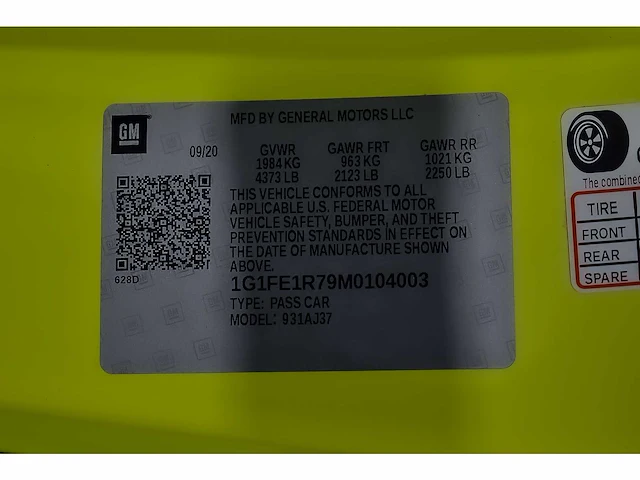 GM
MFD BY GENERAL MOTORS LLC
09/20 GVWR GAWR FRT GAWR RR
1984 KG 963 KG 1021 KG
4373 LB 2123 LB 2250 LB
THIS VEHICLE CONFORMS TO ALL
APPLICABLE U.S. FEDERAL MOTOR
VEHICLE SAFETY, BUMPER, AND THEFT
PREVENTION STANDARDS IN EFFECT ON
THE DATE OF MANUFACTURE SHOWN
ABOVE.
628D
1G1FE1R79M0104003
TYPE: PASS CAR
MODEL: 931AJ37
The combined
TIRE
FRONT
REAR
SPARE